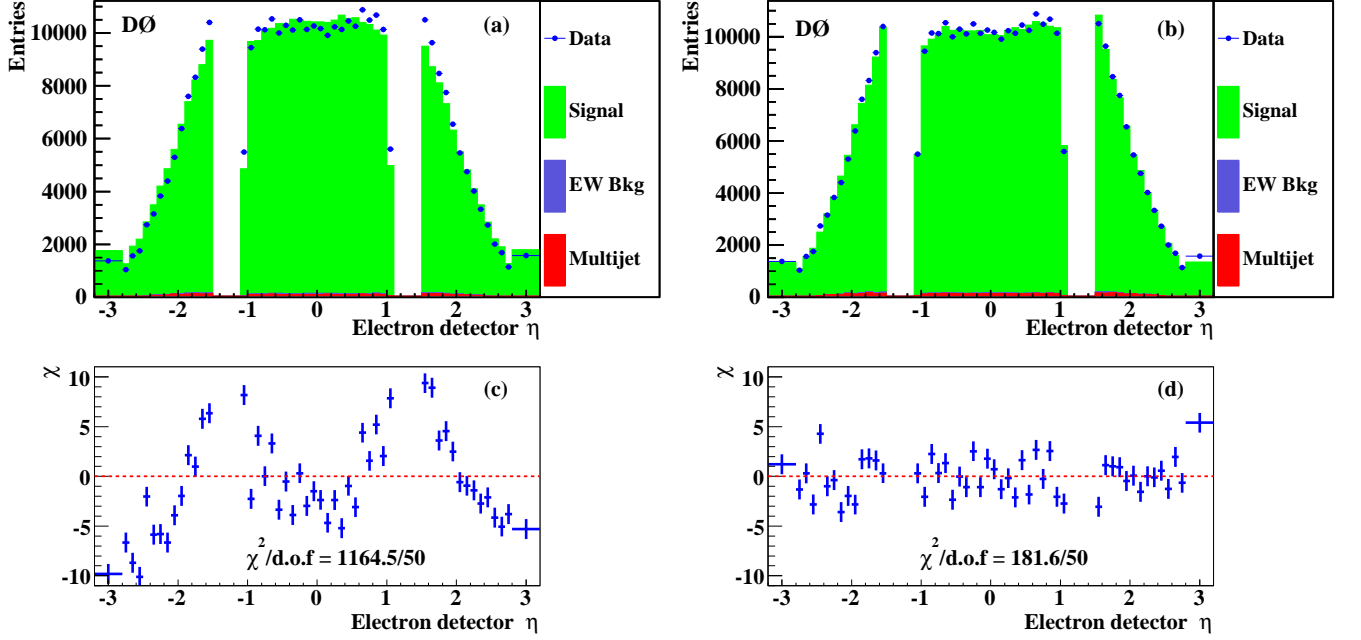 Entries
10000
8000
6000
4000
2000
0
DØ
(a)
-3 -2 -1 0 1 2 3
Electron detector η
Data
Signal
EW Bkg
Multijet
Entries
10000
8000
6000
4000
2000
0
DØ
(b)
-3 -2 -1 0 1 2 3
Electron detector η
Data
Signal
EW Bkg
Multijet
χ
10
5
0
-5
-10
(c)
χ²/d.o.f = 1164.5/50
-3 -2 -1 0 1 2 3
Electron detector η
χ
10
5
0
-5
-10
(d)
χ²/d.o.f = 181.6/50
-3 -2 -1 0 1 2 3
Electron detector η